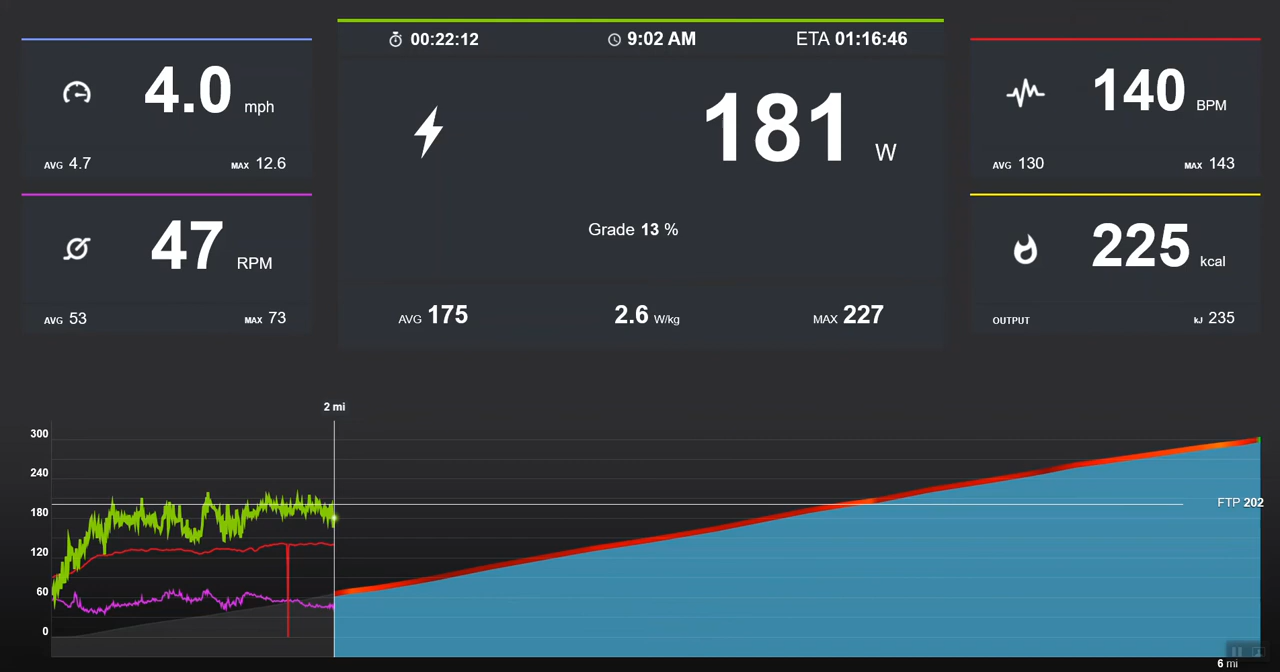 00:22:12 9:02 AM ETA 01:16:46
4.0 mph
AVG 4.7 MAX 12.6
181 W
140 BPM
AVG 130 MAX 143
47 RPM
AVG 53 MAX 73
Grade 13 %
AVG 175 2.6 W/kg MAX 227
225 kcal
OUTPUT kJ 235
2 mi
300
240
180
120
60
0
FTP 202
6 mi